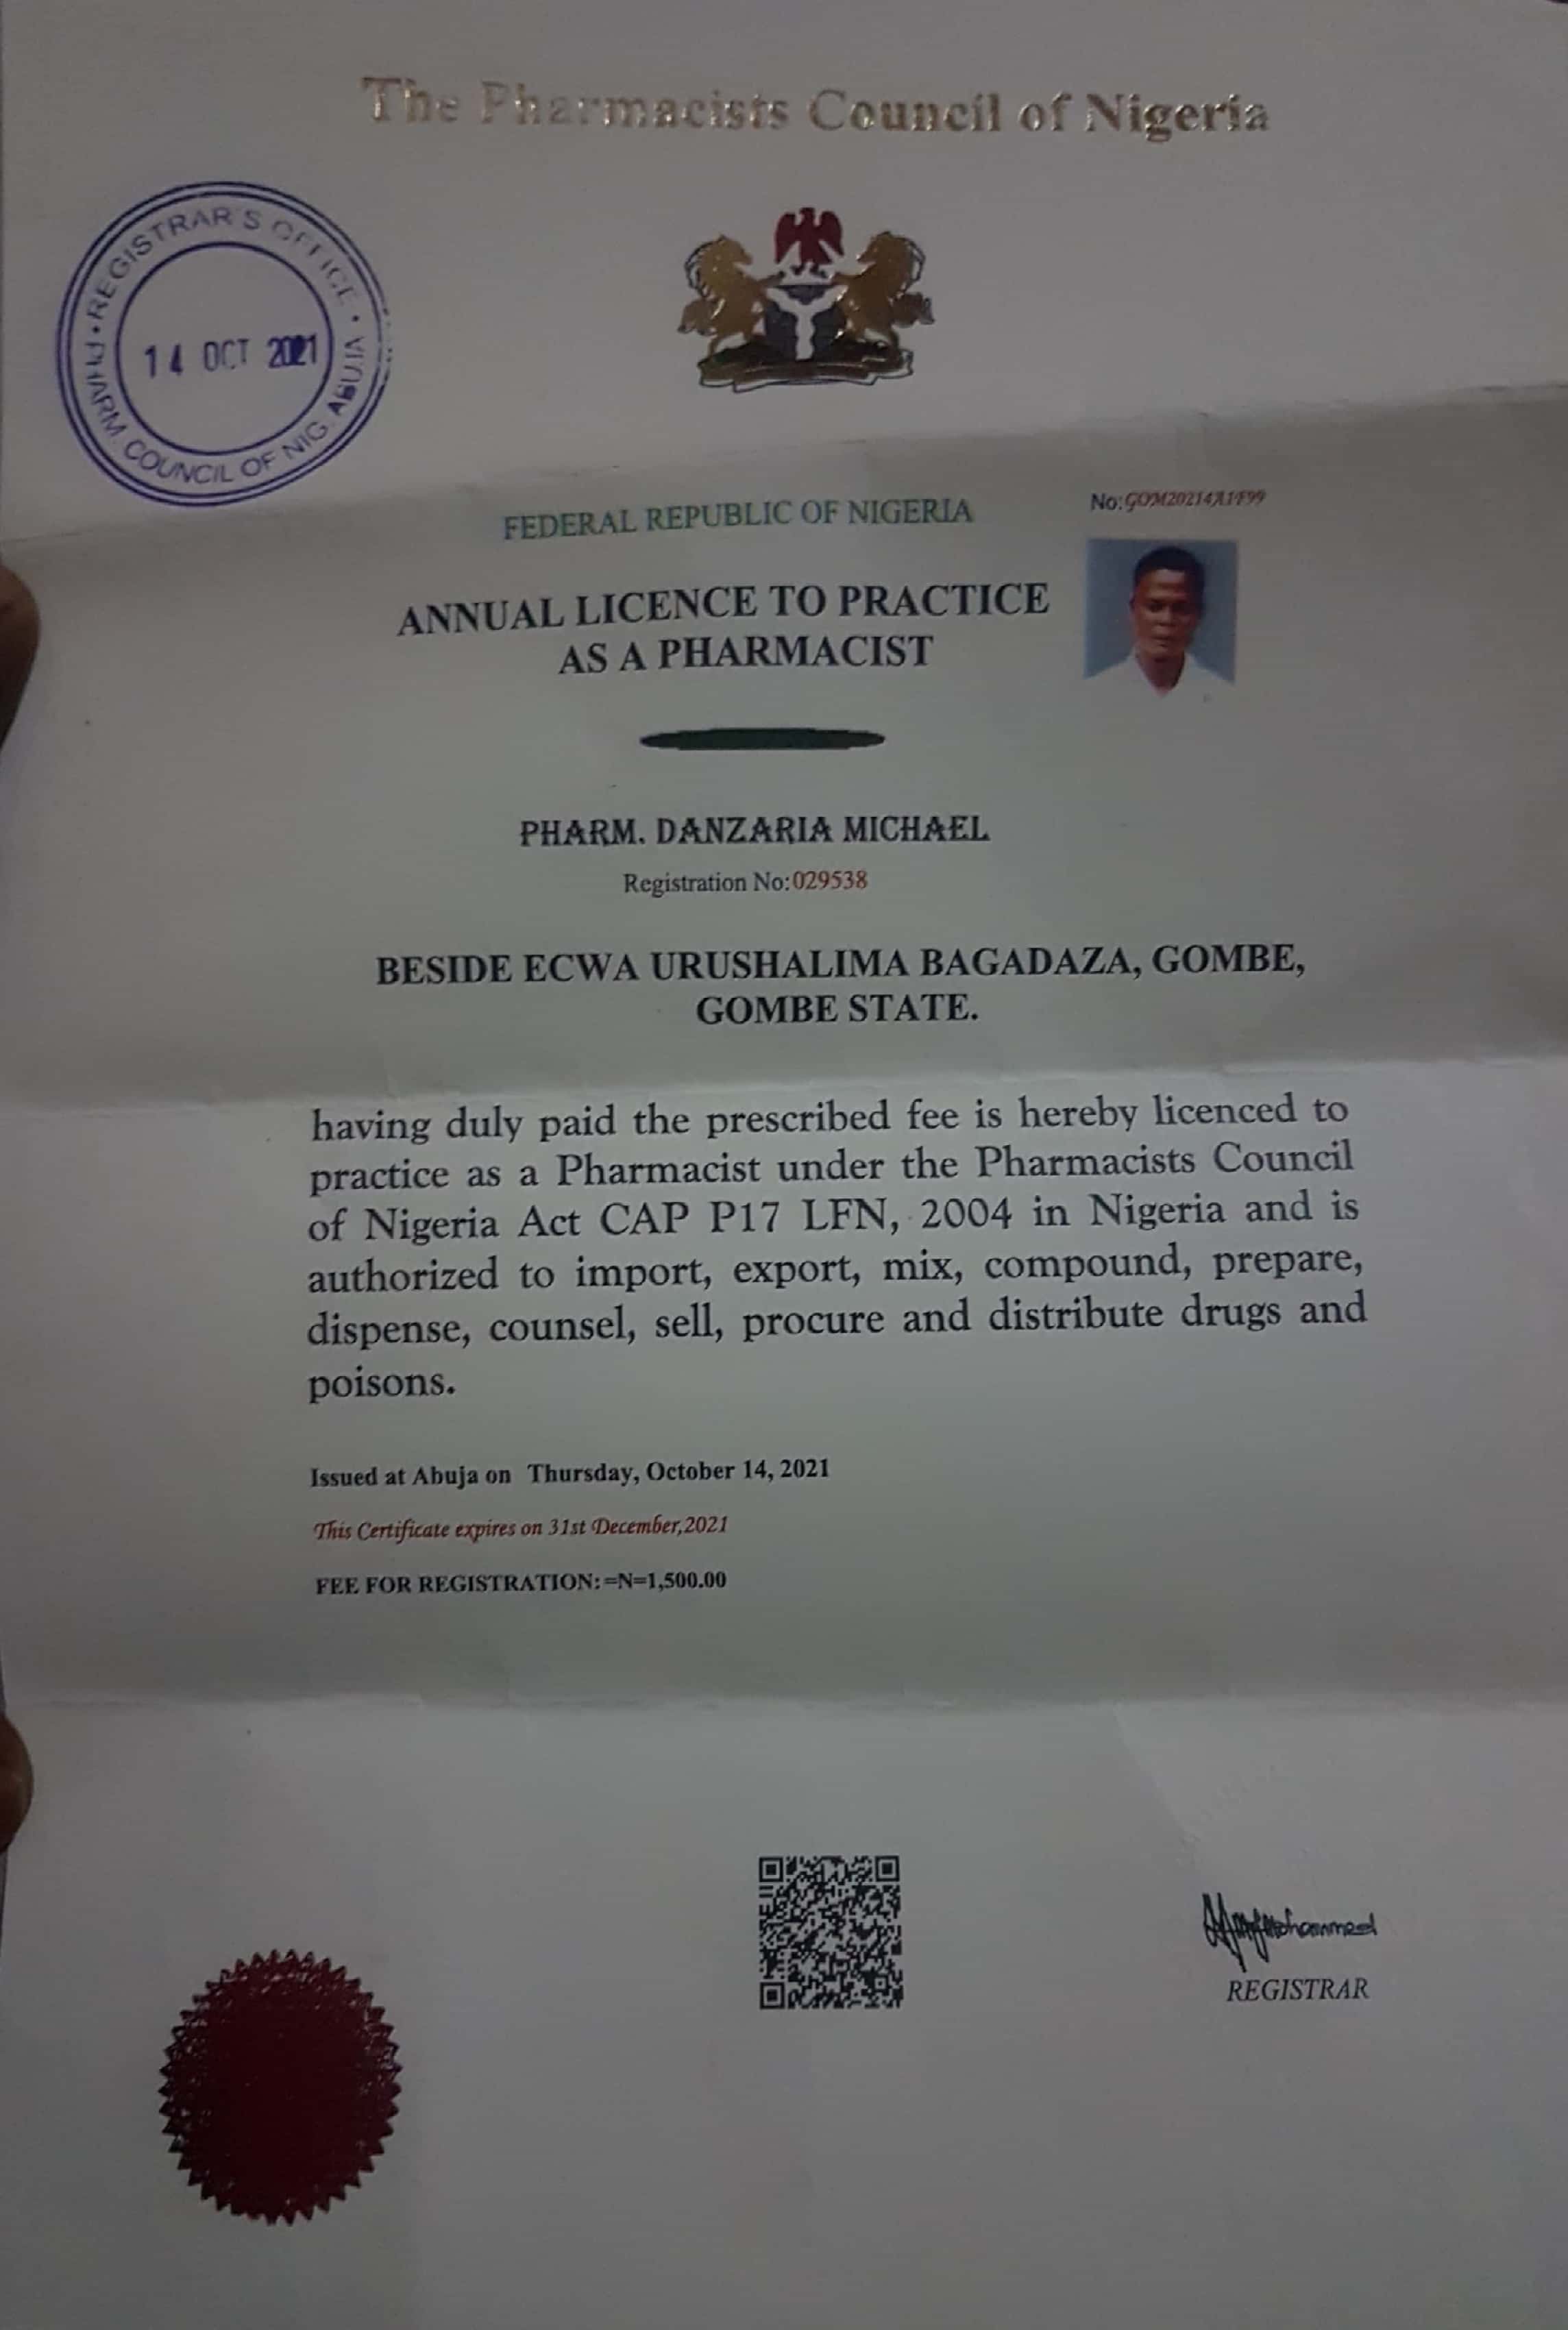 The Pharmacists Council of Nigeria
REGISTRAR'S OFFICE
14 OCT 2021
PHARM. COUNCIL OF NIG. ABUJA
FEDERAL REPUBLIC OF NIGERIA
No:GOM20214A1F99
ANNUAL LICENCE TO PRACTICE
AS A PHARMACIST
PHARM. DANZARIA MICHAEL
Registration No:029538
BESIDE ECWA URUSHALIMA BAGADAZA, GOMBE,
GOMBE STATE.
having duly paid the prescribed fee is hereby licenced to
practice as a Pharmacist under the Pharmacists Council
of Nigeria Act CAP P17 LFN, 2004 in Nigeria and is
authorized to import, export, mix, compound, prepare,
dispense, counsel, sell, procure and distribute drugs and
poisons.
Issued at Abuja on Thursday, October 14, 2021
This Certificate expires on 31st December,2021
FEE FOR REGISTRATION: =N=1,500.00
REGISTRAR